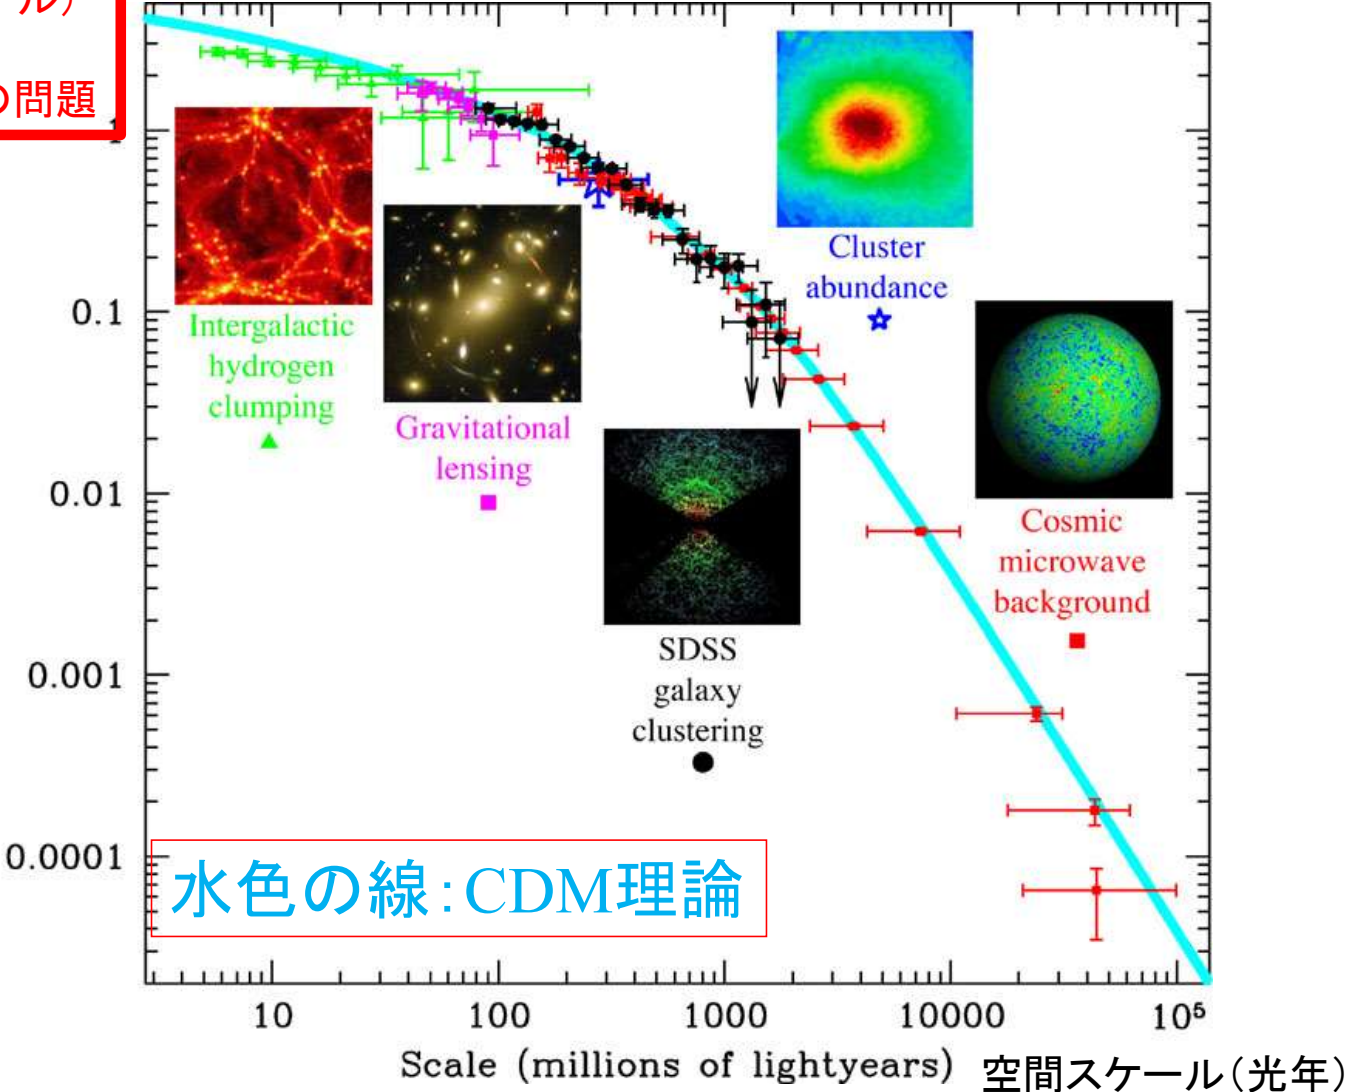 ル)
の問題
1
0.1
0.01
0.001
0.0001
Intergalactic
hydrogen
clumping
Gravitational
lensing
SDSS
galaxy
clustering
Cluster
abundance
Cosmic
microwave
background
水色の線:CDM理論
10 100 1000 10000 10⁵
Scale (millions of lightyears)
空間スケール(光年)